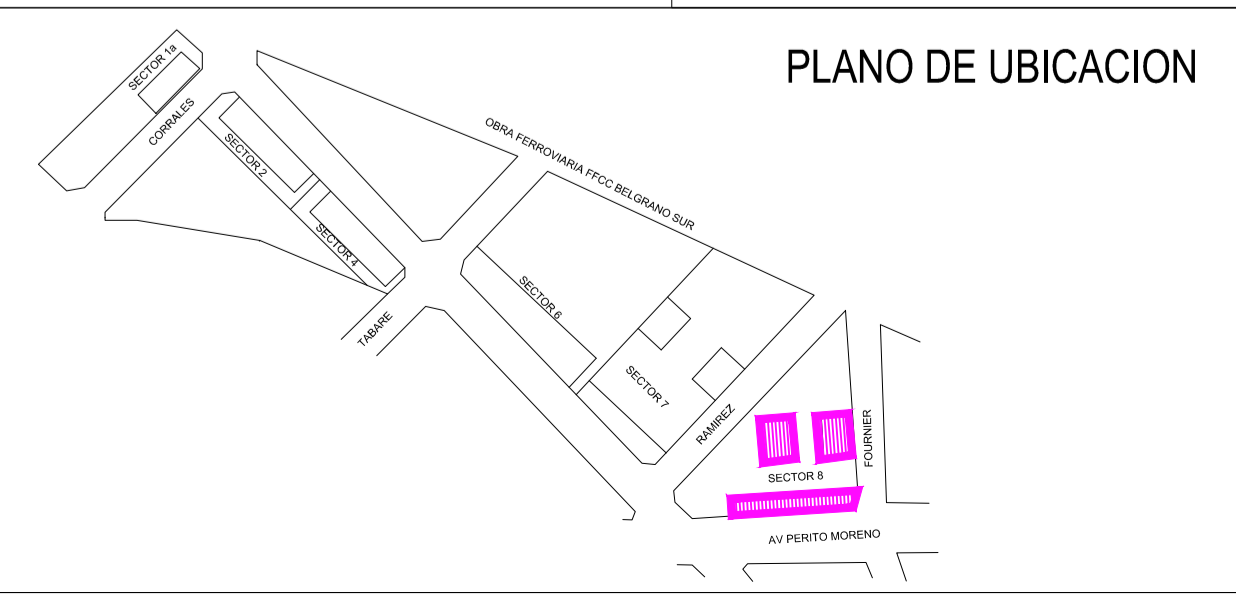 PLANO DE UBICACION
SECTOR 1a
CORRALES
SECTOR 2
SECTOR 4
TABARE
OBRA FERROVIARIA FFCC BELGRANO SUR
SECTOR 6
SECTOR 7
RAMIREZ
FOURNIER
SECTOR 8
AV PERITO MORENO